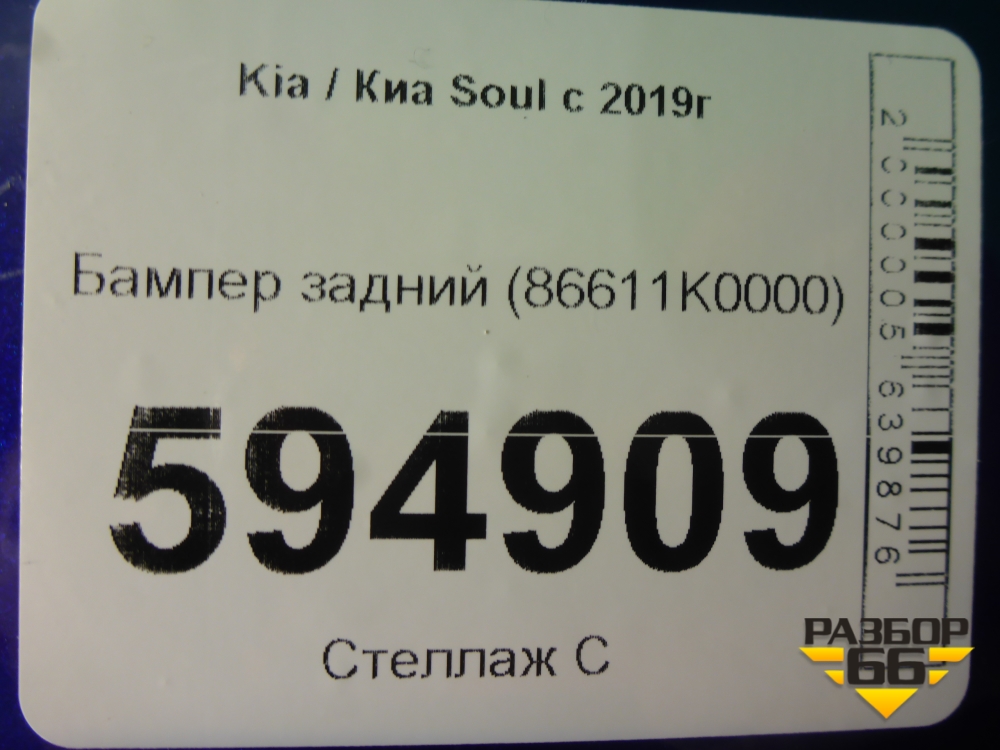 Kia / Киа Soul с 2019г
Бампер задний (86611K0000)
594909
Стеллаж С
2000005639876
РАЗБОР
66